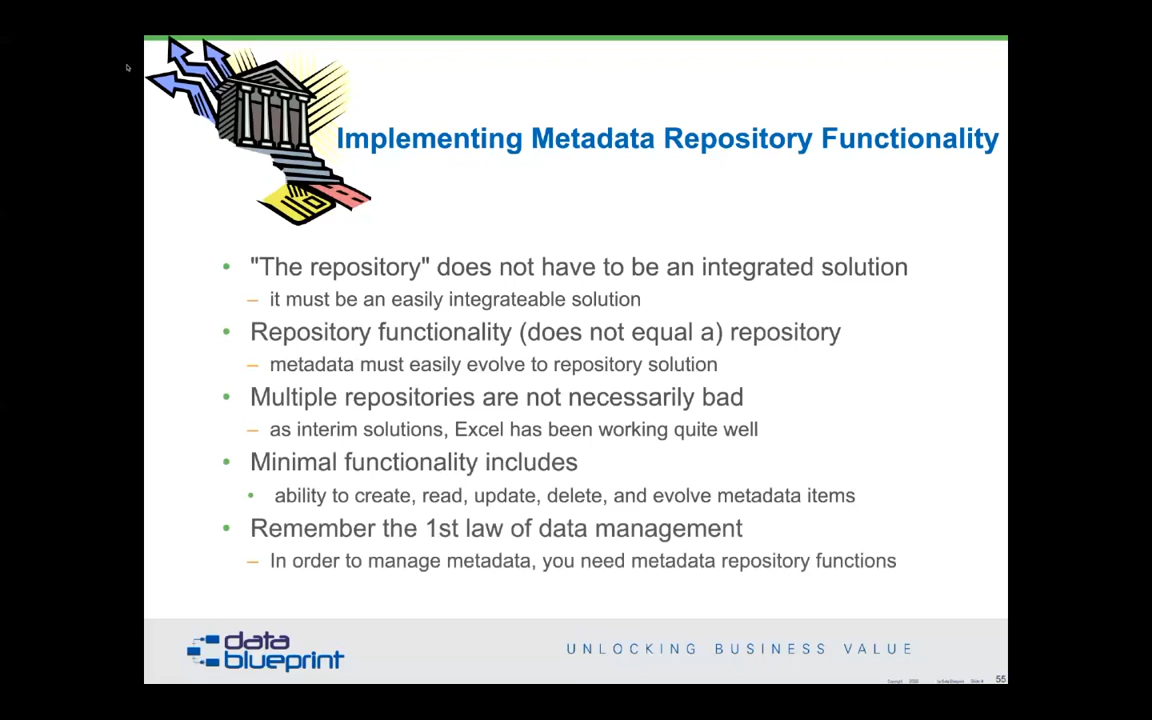 Implementing Metadata Repository Functionality
• "The repository" does not have to be an integrated solution
– it must be an easily integrateable solution
• Repository functionality (does not equal a) repository
– metadata must easily evolve to repository solution
• Multiple repositories are not necessarily bad
– as interim solutions, Excel has been working quite well
• Minimal functionality includes
• ability to create, read, update, delete, and evolve metadata items
• Remember the 1st law of data management
– In order to manage metadata, you need metadata repository functions
data
blueprint
UNLOCKING BUSINESS VALUE
55